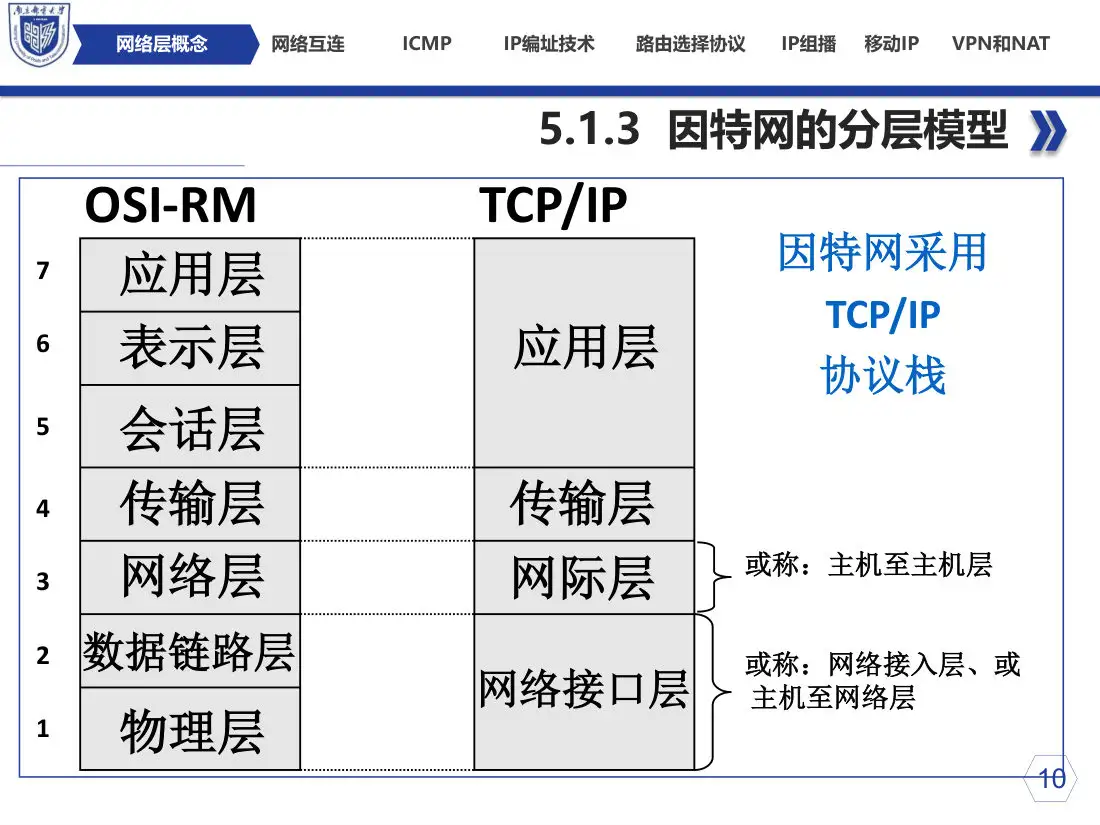 网络层概念 网络互连 ICMP IP编址技术 路由选择协议 IP组播 移动IP VPN和NAT
5.1.3 因特网的分层模型
OSI-RM TCP/IP
7 应用层
6 表示层
5 会话层
4 传输层
3 网络层
2 数据链路层
1 物理层
应用层
传输层
网际层
网络接口层
因特网采用
TCP/IP
协议栈
或称：主机至主机层
或称：网络接入层、或
主机至网络层
10